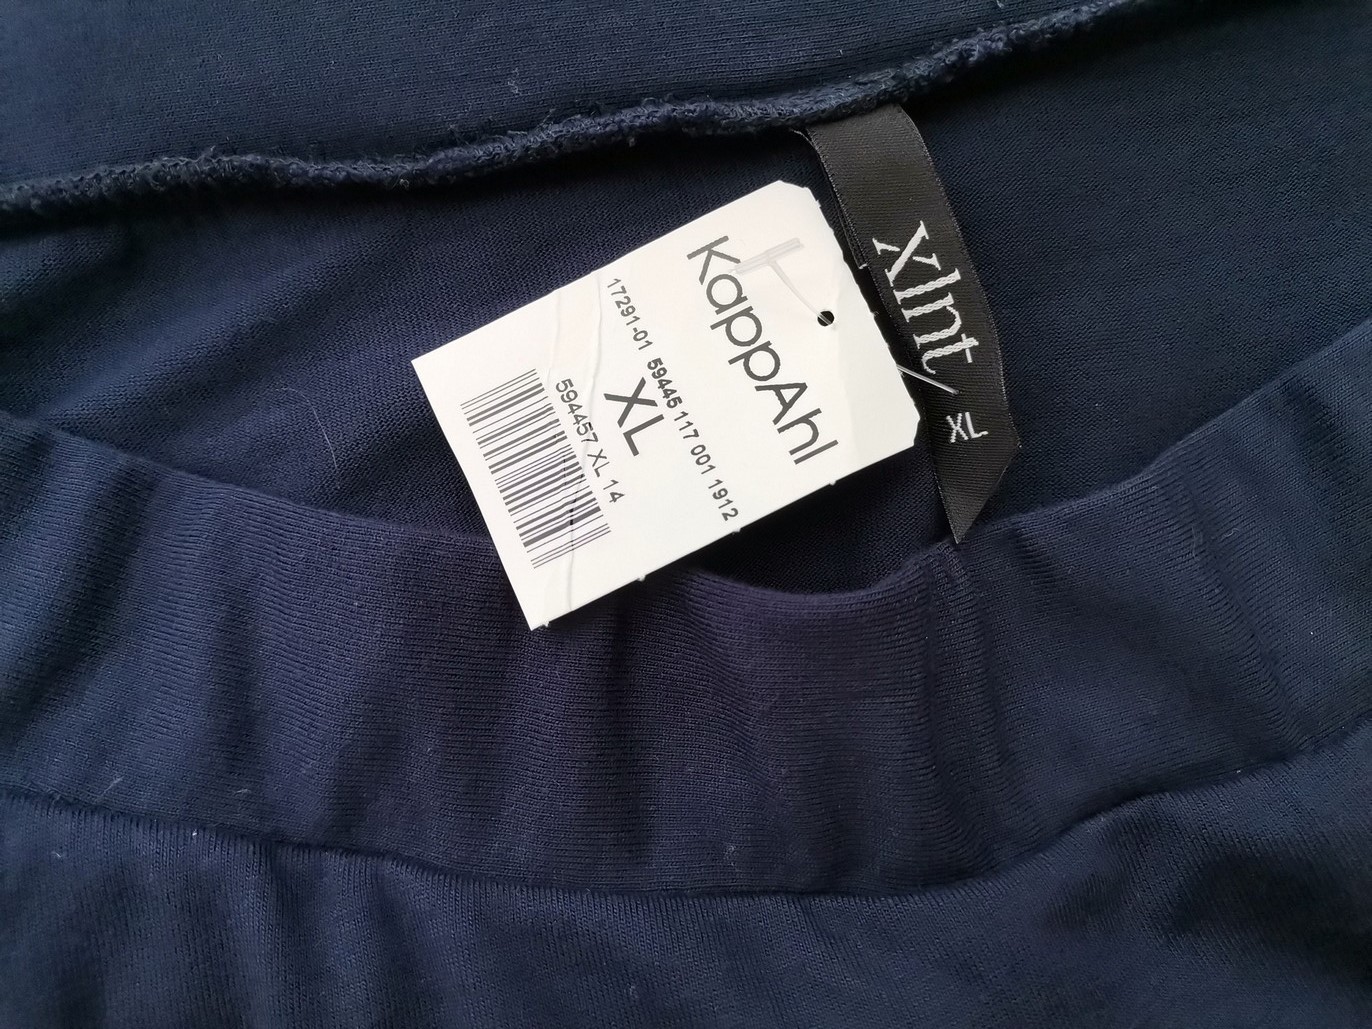 KappAhl
17291-01 59445 117 001 1912
XL
594457 XL 14
Xlnt
XL